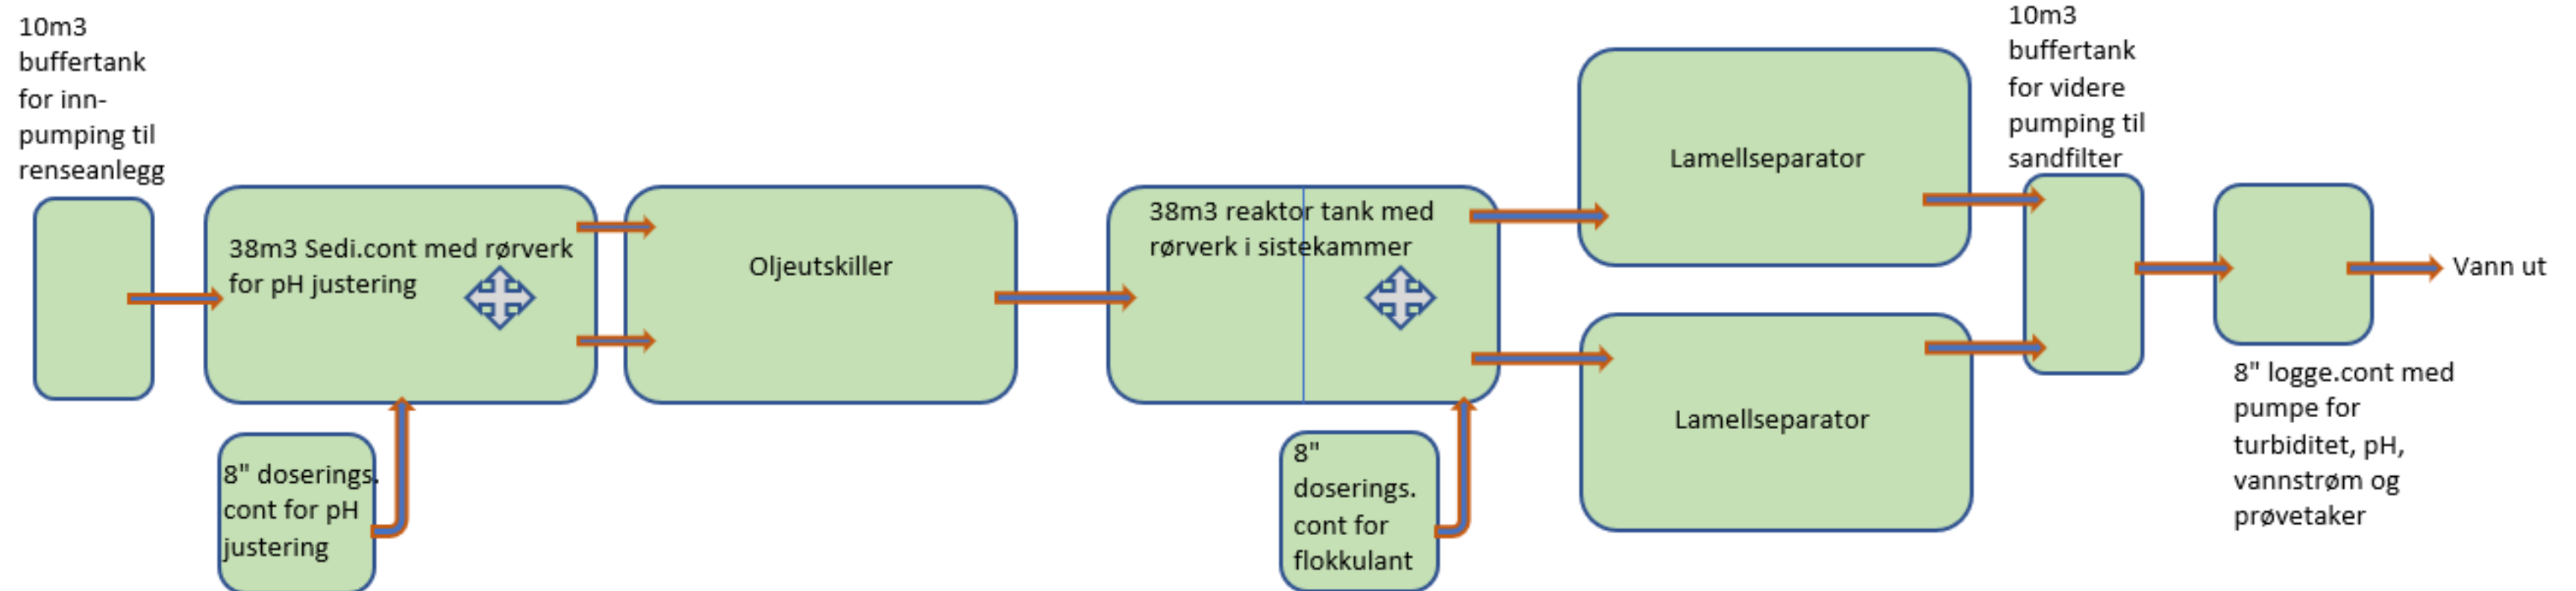 10m3
buffertank
for inn-
pumping til
renseanlegg
38m3 Sedi.cont med rørverk
for pH justering
8" doserings.
cont for pH
justering
Oljeutskiller
38m3 reaktor tank med
rørverk i sistekammer
8"
doserings.
cont for
flokkulant
Lamellseparator
Lamellseparator
10m3
buffertank
for videre
pumping til
sandfilter
8" logge.cont med
pumpe for
turbiditet, pH,
vannstrøm og
prøvetaker
Vann ut